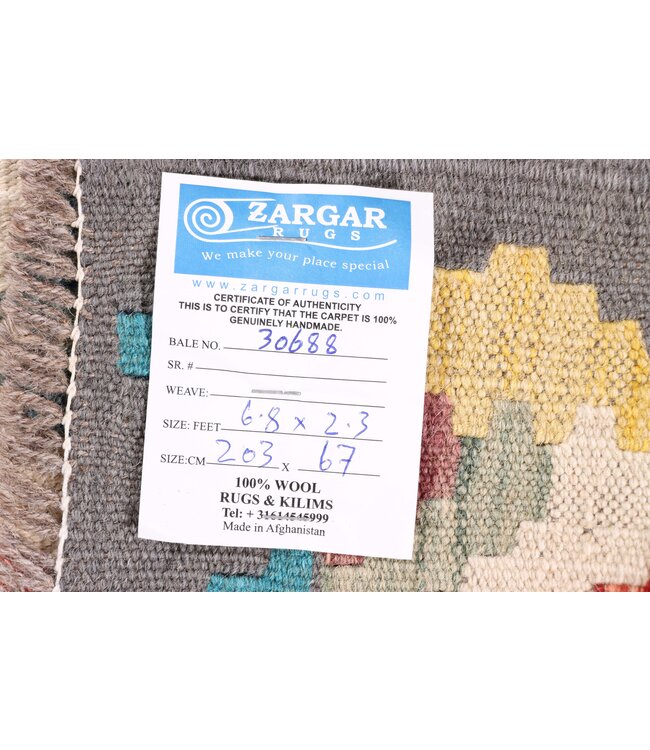 ZARGAR
RUGS
We make your place special
www.zargarrugs.com
CERTIFICATE OF AUTHENTICITY
THIS IS TO CERTIFY THAT THE CARPET IS 100%
GENUINELY HANDMADE.
BALE NO. 30688
SR. #
WEAVE:
SIZE: FEET 6.8 x 2.3
SIZE:CM 203 X 67
100% WOOL
RUGS & KILIMS
Tel: + 31614545999
Made in Afghanistan